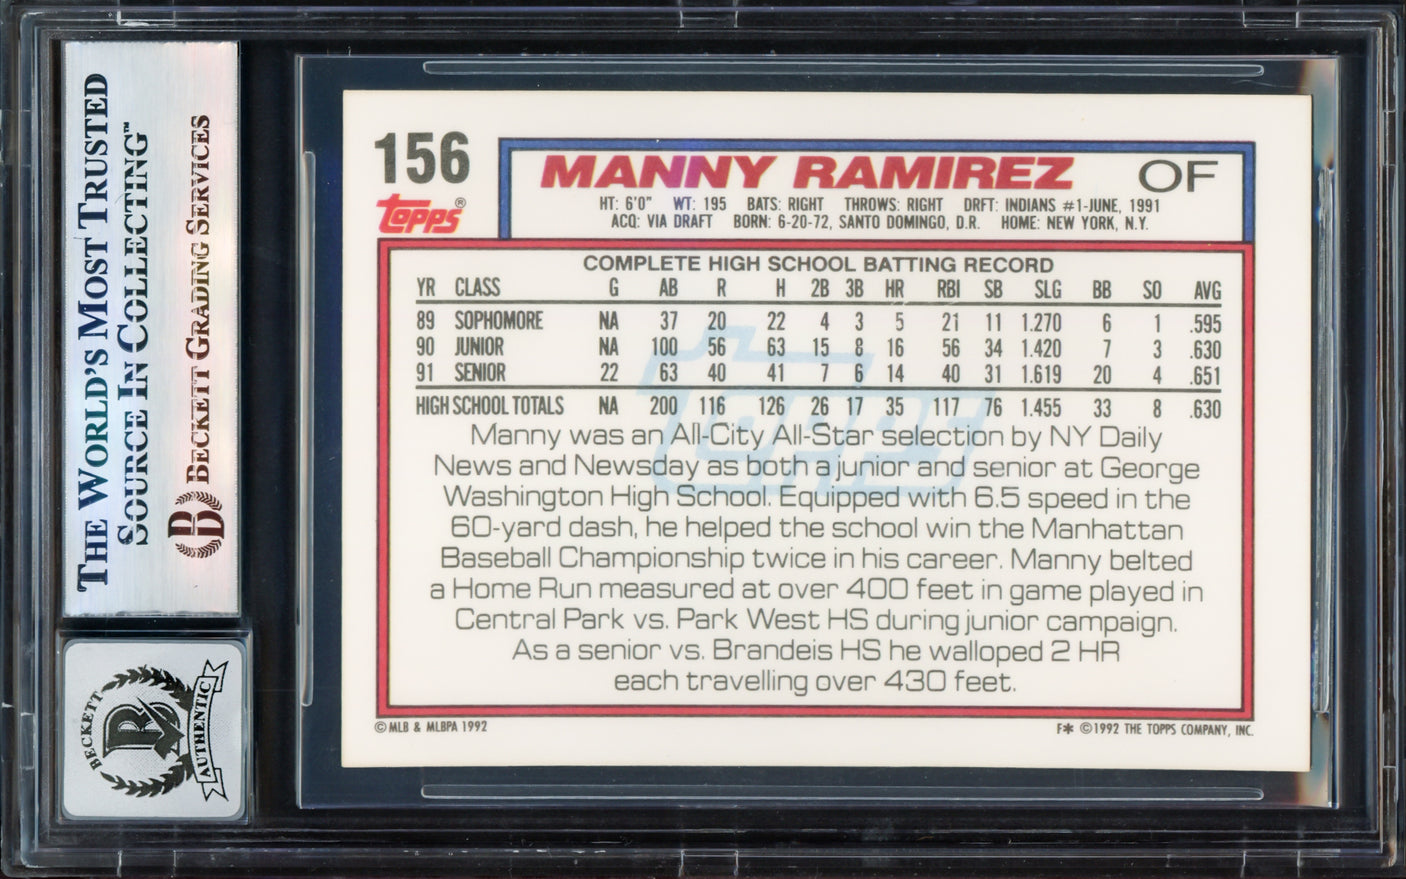 THE WORLD'S MOST TRUSTED
SOURCE IN COLLECTING™
BECKETT GRADING SERVICES
BECKETT
AUTHENTIC
156
topps®
MANNY RAMIREZ OF
HT: 6'0" WT: 195 BATS: RIGHT THROWS: RIGHT DRFT: INDIANS #1-JUNE, 1991
ACQ: VIA DRAFT BORN: 6-20-72, SANTO DOMINGO, D.R. HOME: NEW YORK, N.Y.
COMPLETE HIGH SCHOOL BATTING RECORD
YR CLASS G AB R H 2B 3B HR RBI SB SLG BB SO AVG
89 SOPHOMORE NA 37 20 22 4 3 5 21 11 1.270 6 1 .595
90 JUNIOR NA 100 56 63 15 8 16 56 34 1.420 7 3 .630
91 SENIOR 22 63 40 41 7 6 14 40 31 1.619 20 4 .651
HIGH SCHOOL TOTALS NA 200 116 126 26 17 35 117 76 1.455 33 8 .630
TOPPS
Manny was an All-City All-Star selection by NY Daily
News and Newsday as both a junior and senior at George
Washington High School. Equipped with 6.5 speed in the
60-yard dash, he helped the school win the Manhattan
Baseball Championship twice in his career. Manny belted
a Home Run measured at over 400 feet in game played in
Central Park vs. Park West HS during junior campaign.
As a senior vs. Brandeis HS he walloped 2 HR
each travelling over 430 feet.
© MLB & MLBPA 1992
F* ©1992 THE TOPPS COMPANY, INC.